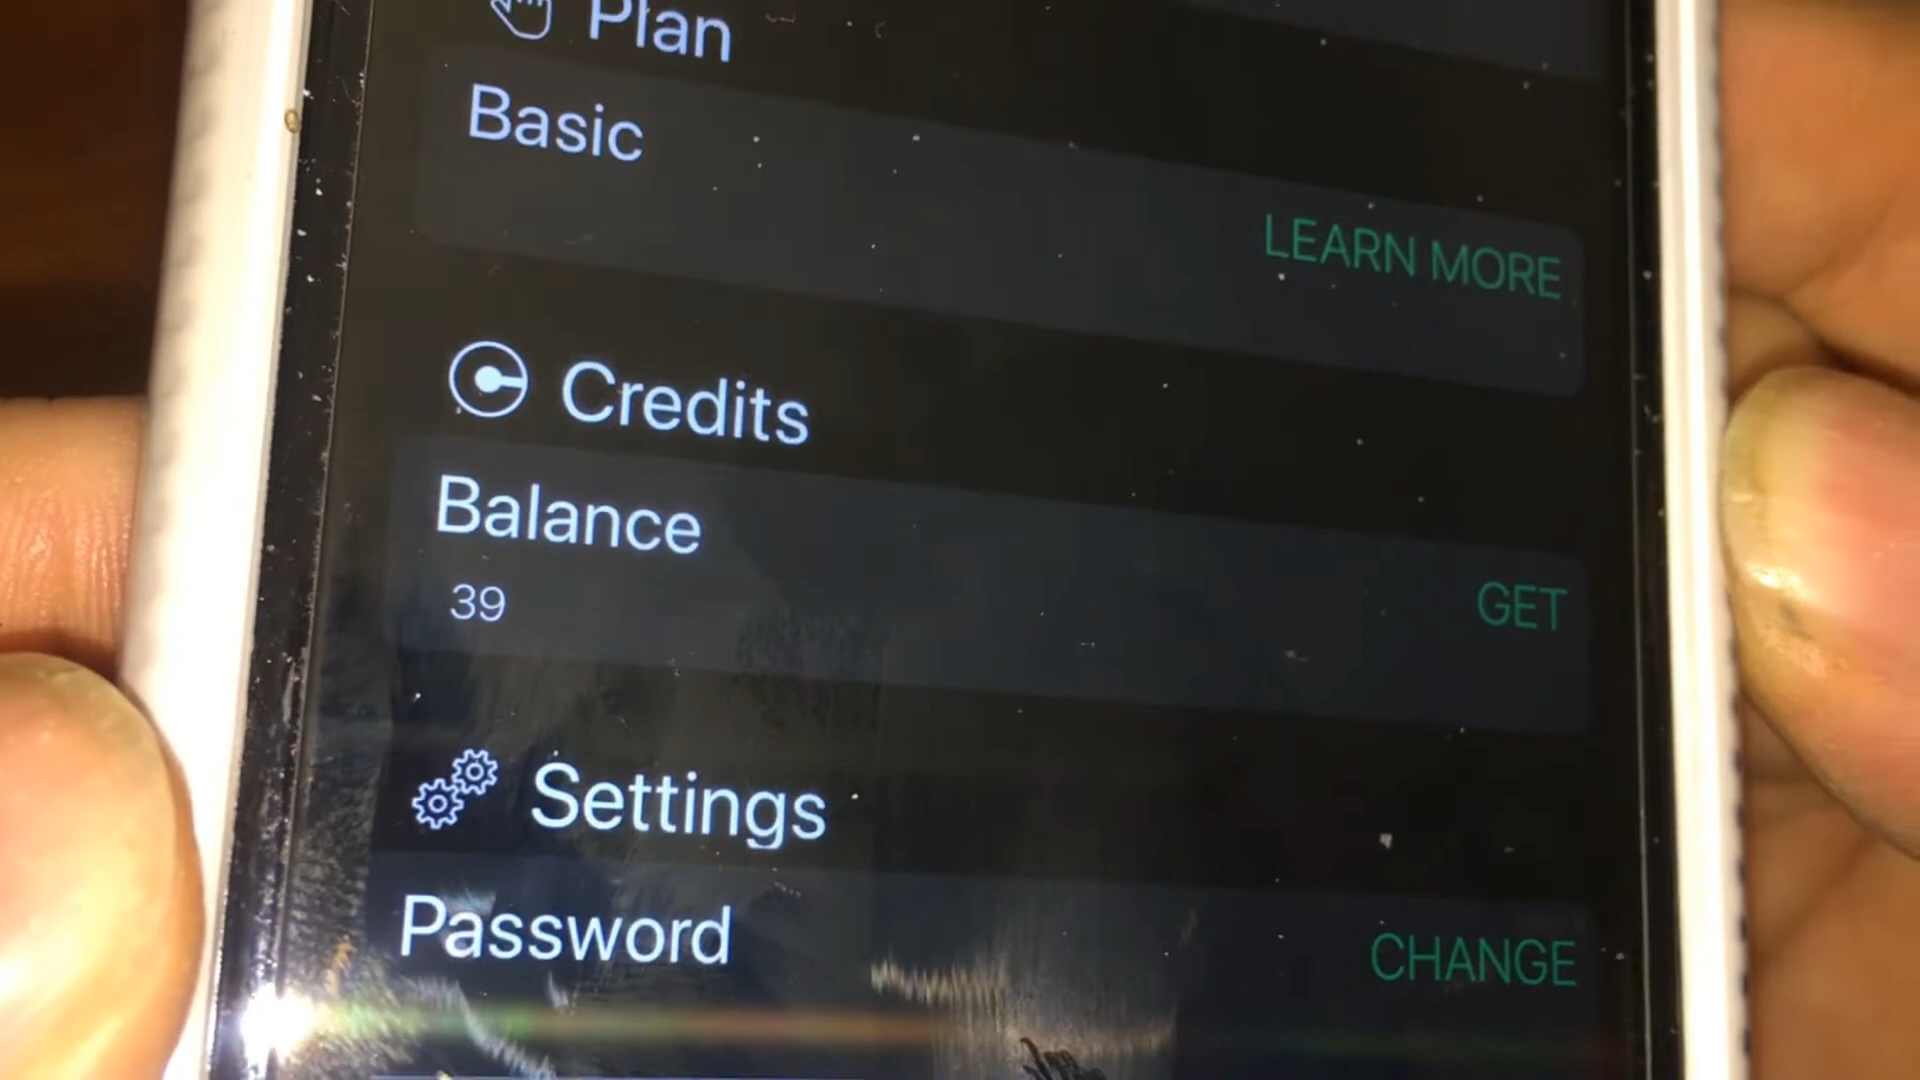 Plan
Basic
LEARN MORE
Credits
Balance
39
GET
Settings
Password
CHANGE